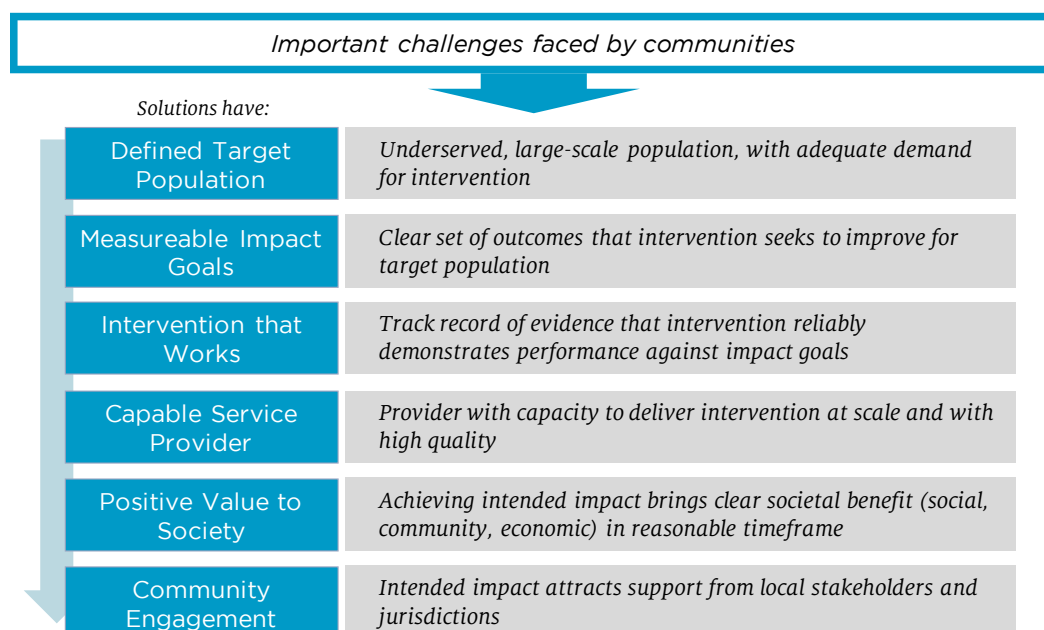 Important challenges faced by communities
Solutions have:
Defined Target
Population
Underserved, large-scale population, with adequate demand
for intervention
Measureable Impact
Goals
Clear set of outcomes that intervention seeks to improve for
target population
Intervention that
Works
Track record of evidence that intervention reliably
demonstrates performance against impact goals
Capable Service
Provider
Provider with capacity to deliver intervention at scale and with
high quality
Positive Value to
Society
Achieving intended impact brings clear societal benefit (social,
community, economic) in reasonable timeframe
Community
Engagement
Intended impact attracts support from local stakeholders and
jurisdictions